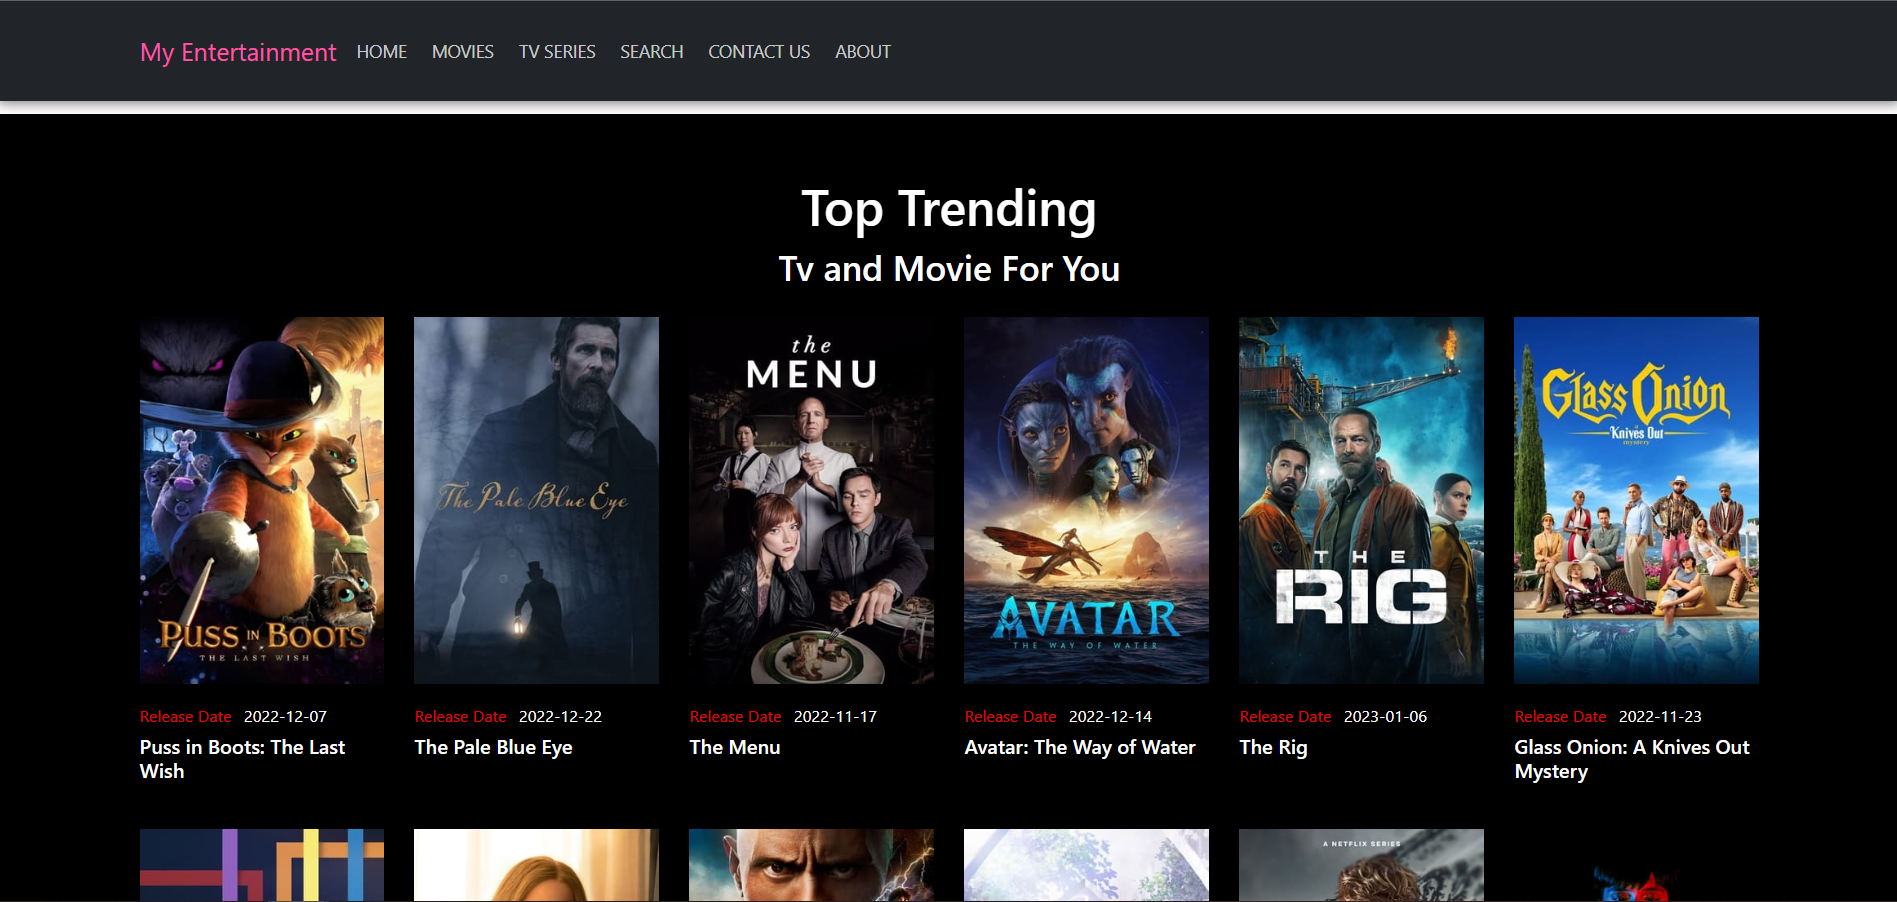 My Entertainment HOME MOVIES TV SERIES SEARCH CONTACT US ABOUT
Top Trending
Tv and Movie For You
PUSS IN BOOTS
THE LAST WISH
The Pale Blue Eye
the
MENU
AVATAR
THE WAY OF WATER
THE
RIG
Glass Onion
A
Knives Out
mystery
Release Date 2022-12-07
Puss in Boots: The Last
Wish
Release Date 2022-12-22
The Pale Blue Eye
Release Date 2022-11-17
The Menu
Release Date 2022-12-14
Avatar: The Way of Water
Release Date 2023-01-06
The Rig
Release Date 2022-11-23
Glass Onion: A Knives Out
Mystery
A NETFLIX SERIES